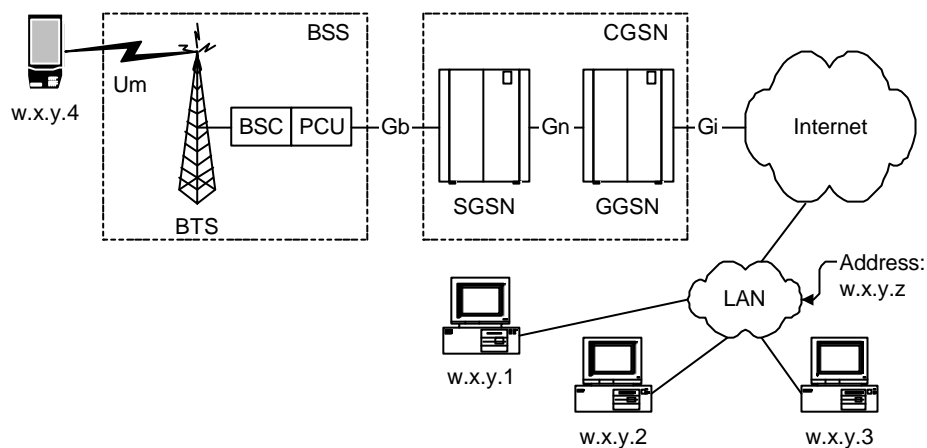 BSS
CGSN
Um
w.x.y.4
BSC
PCU
Gb
Gn
Gi
Internet
SGSN
GGSN
BTS
Address:
w.x.y.z
LAN
w.x.y.1
w.x.y.2
w.x.y.3